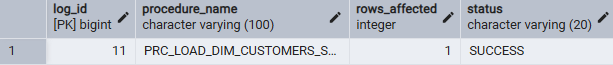 log_id procedure_name rows_affected status
[PK] bigint character varying (100) integer character varying (20)
1 11 PRC_LOAD_DIM_CUSTOMERS_S... 1 SUCCESS